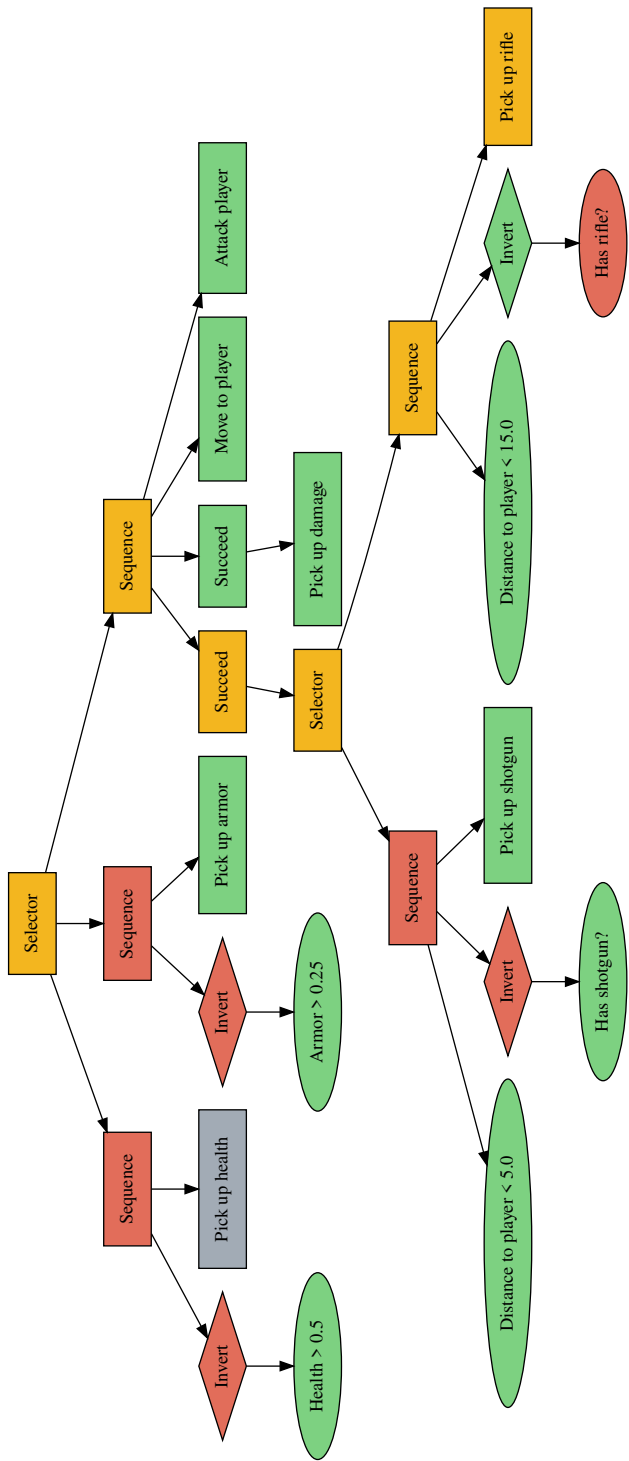 Selector
Sequence
Sequence
Sequence
Invert
Pick up health
Invert
Pick up armor
Succeed
Succeed
Move to player
Attack player
Health > 0.5
Armor > 0.25
Selector
Pick up damage
Sequence
Sequence
Distance to player < 5.0
Invert
Pick up shotgun
Distance to player < 15.0
Invert
Pick up rifle
Has shotgun?
Has rifle?